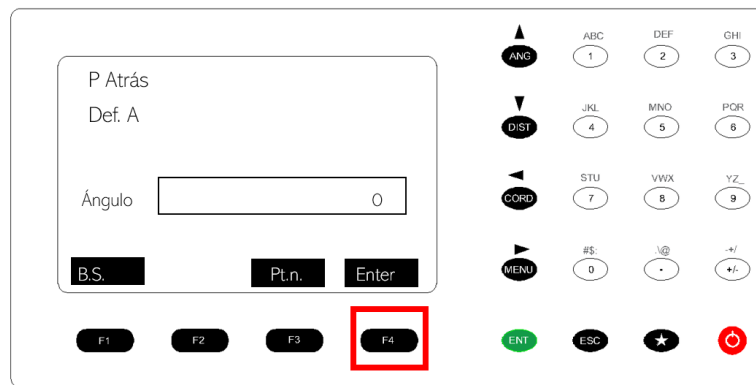 P Atrás
Def. A
Ángulo 0
B.S. Pt.n. Enter
F1 F2 F3 F4
ABC DEF GHI
ANG 1 2 3
JKL MNO PQR
DIST 4 5 6
STU VWX YZ_
CORD 7 8 9
#$: .\@ -+/
MENU 0 . +/-
ENT ESC